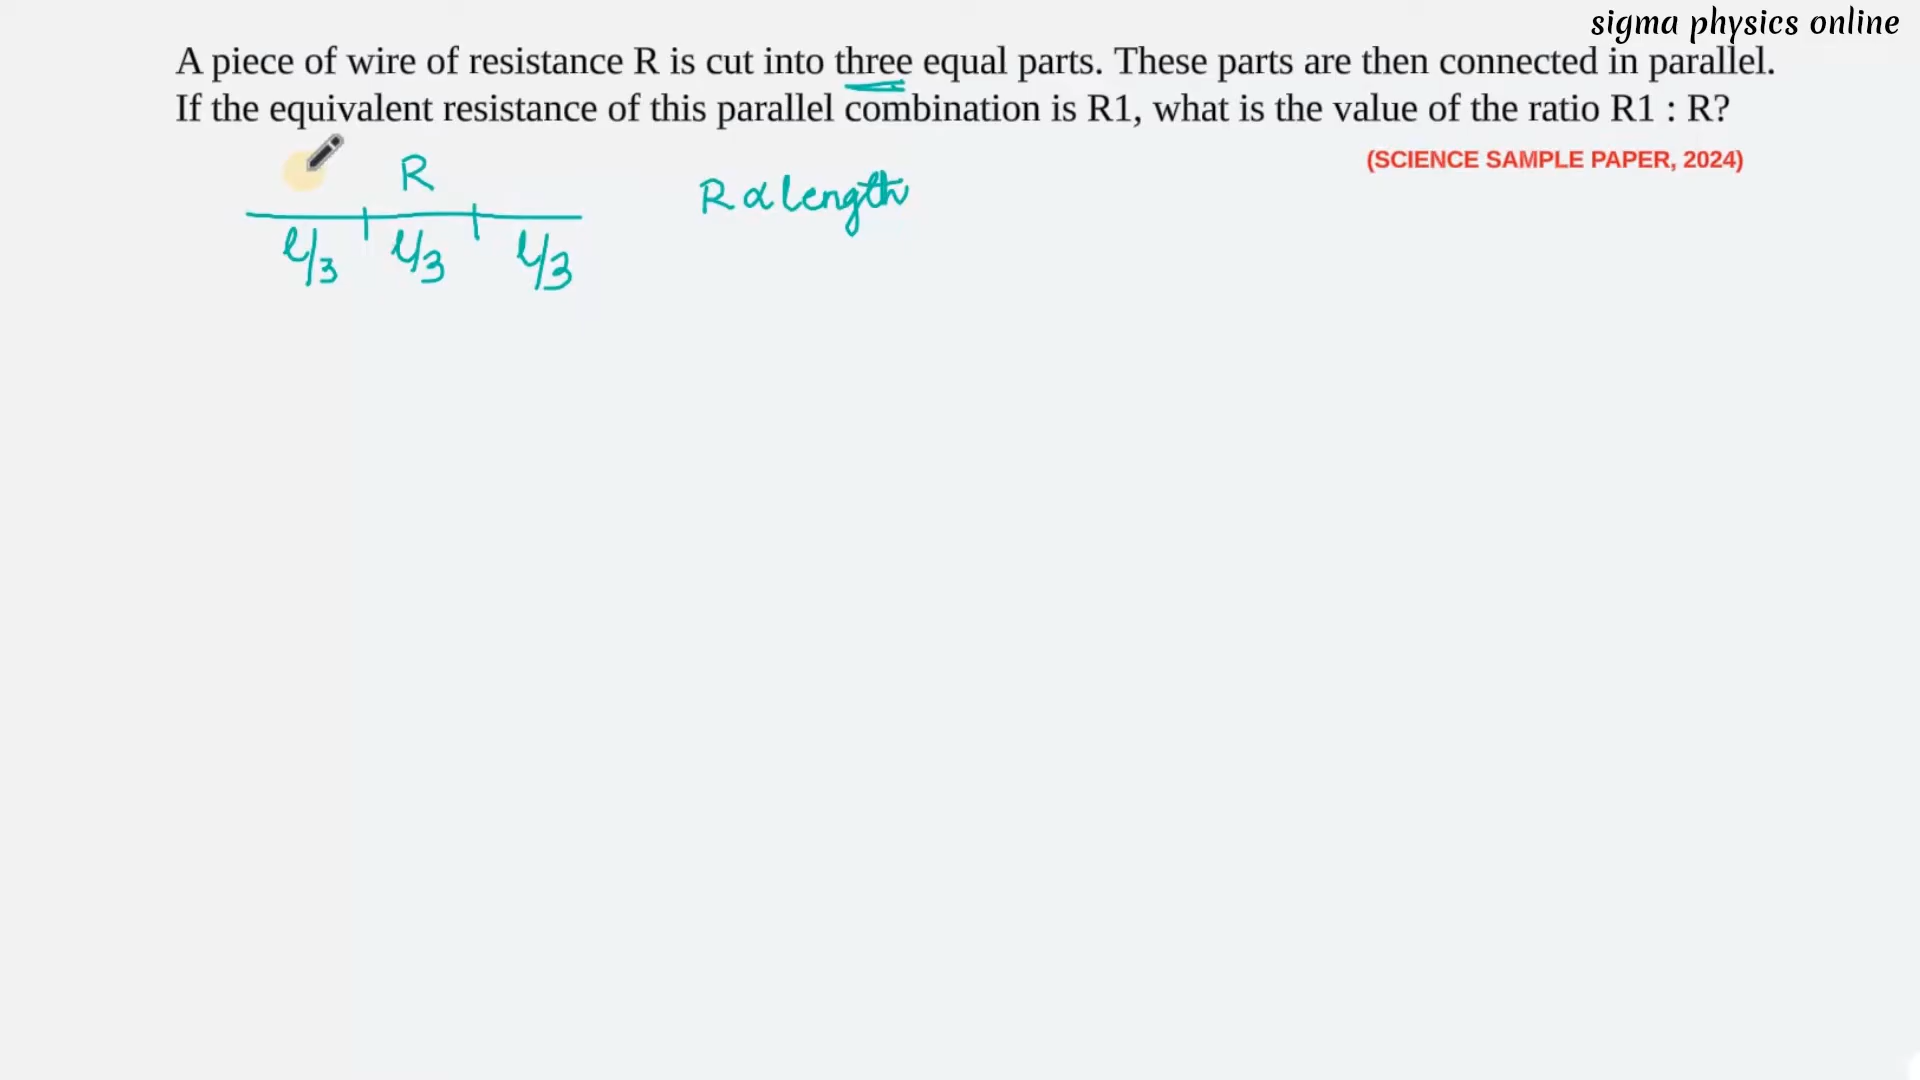 sigma physics online
A piece of wire of resistance R is cut into three equal parts. These parts are then connected in parallel.
If the equivalent resistance of this parallel combination is R1, what is the value of the ratio R1 : R?
(SCIENCE SAMPLE PAPER, 2024)
R
R α length
l/3 l/3 l/3